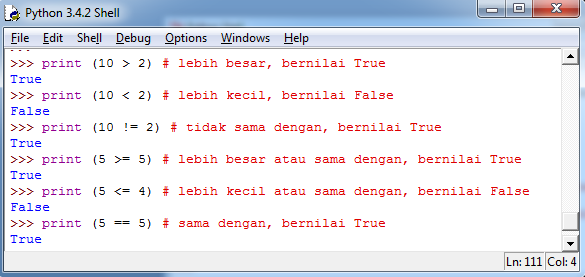 Python 3.4.2 Shell
File Edit Shell Debug Options Windows Help
>>> print (10 > 2) # lebih besar, bernilai True
True
>>> print (10 < 2) # lebih kecil, bernilai False
False
>>> print (10 != 2) # tidak sama dengan, bernilai True
True
>>> print (5 >= 5) # lebih besar atau sama dengan, bernilai True
True
>>> print (5 <= 4) # lebih kecil atau sama dengan, bernilai False
False
>>> print (5 == 5) # sama dengan, bernilai True
True
Ln: 111 Col: 4